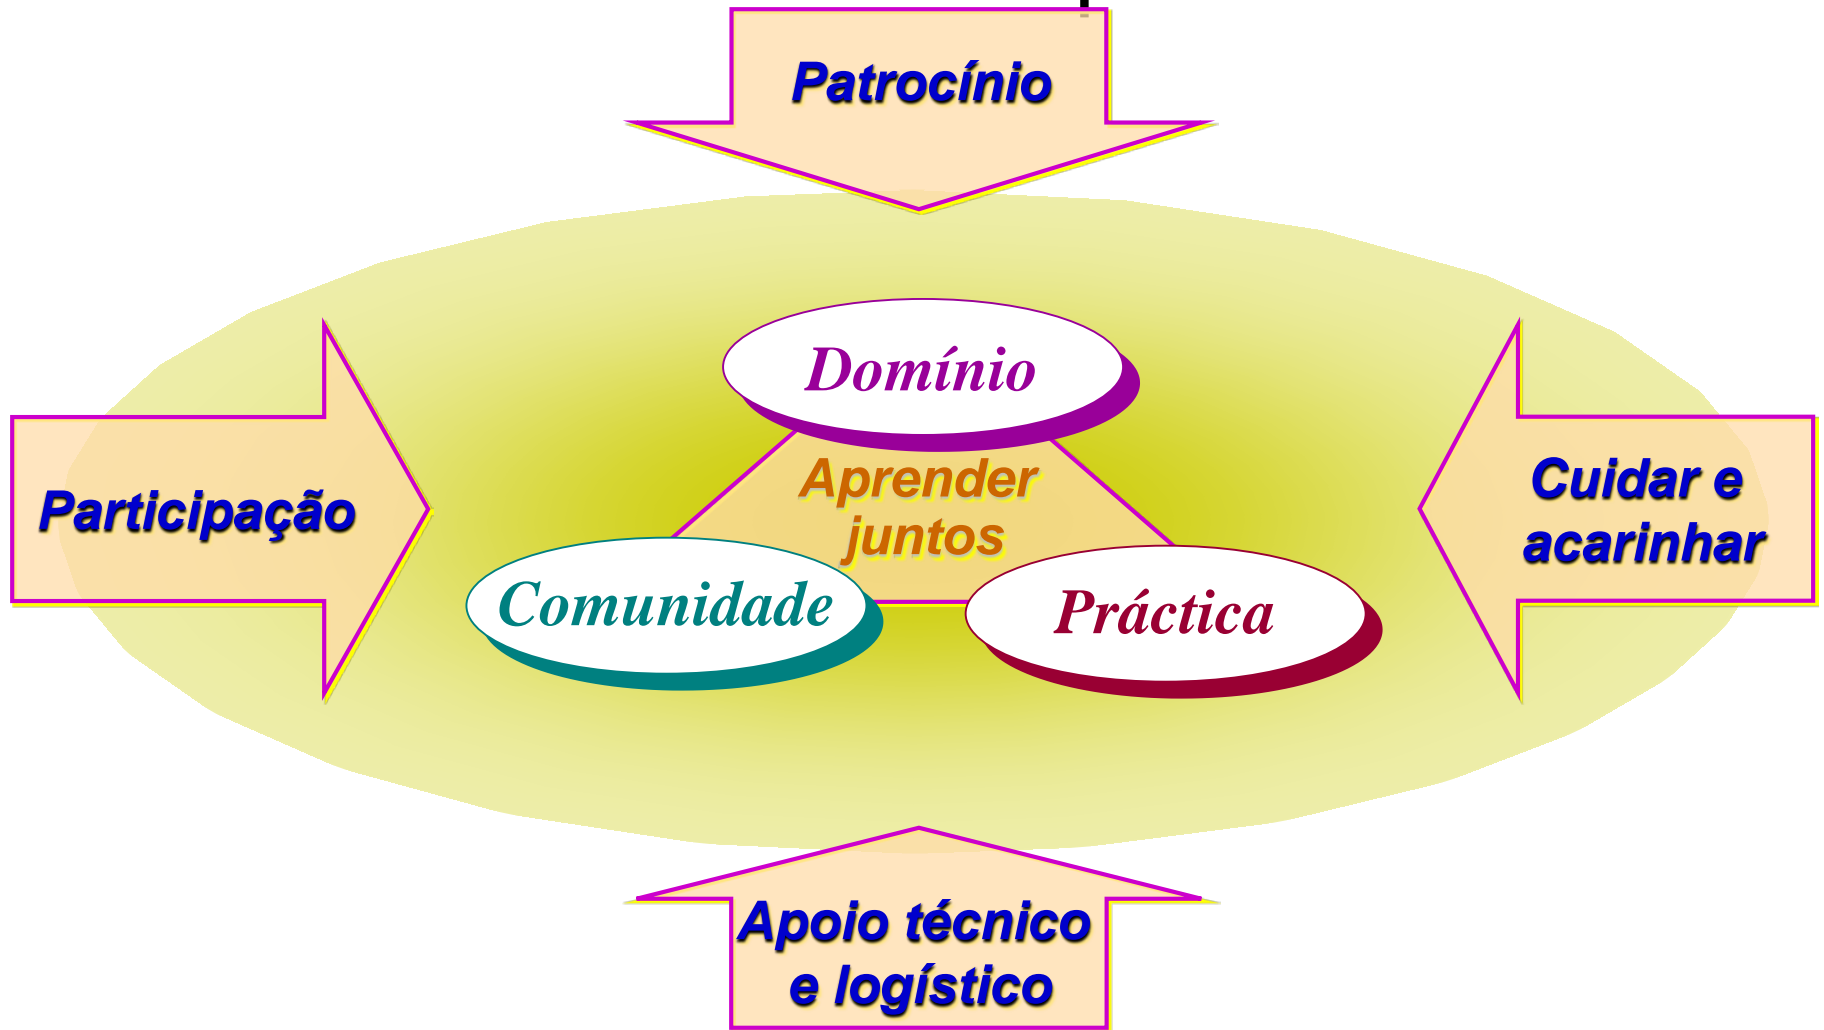 Patrocínio
Domínio
Aprender
juntos
Participação
Cuidar e
acarinhar
Comunidade
Práctica
Apoio técnico
e logístico